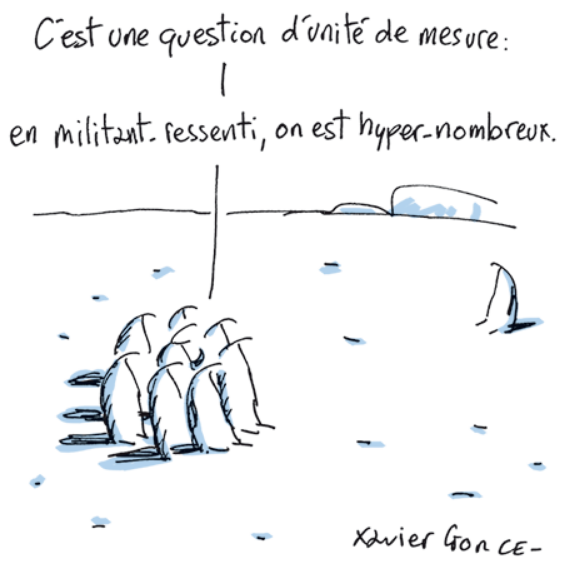 C'est une question d'unité de mesure:
en militant-ressenti, on est hyper-nombreux.
Xavier GorCE-